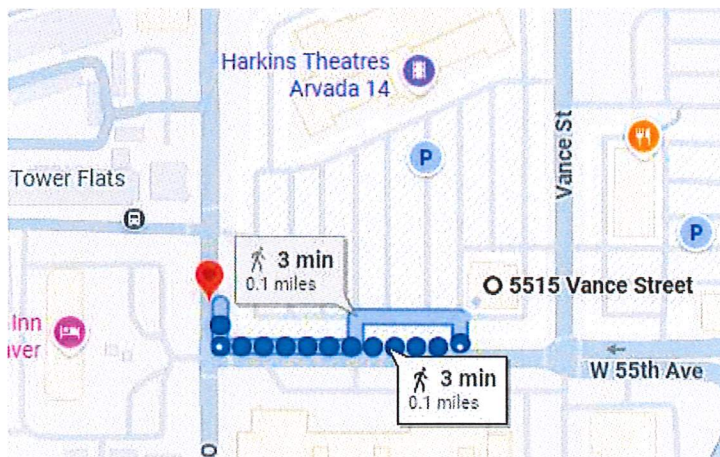 Harkins Theatres
Arvada 14
P
Vance St
Tower Flats
P
3 min
0.1 miles
5515 Vance Street
Inn
ver
3 min
0.1 miles
W 55th Ave